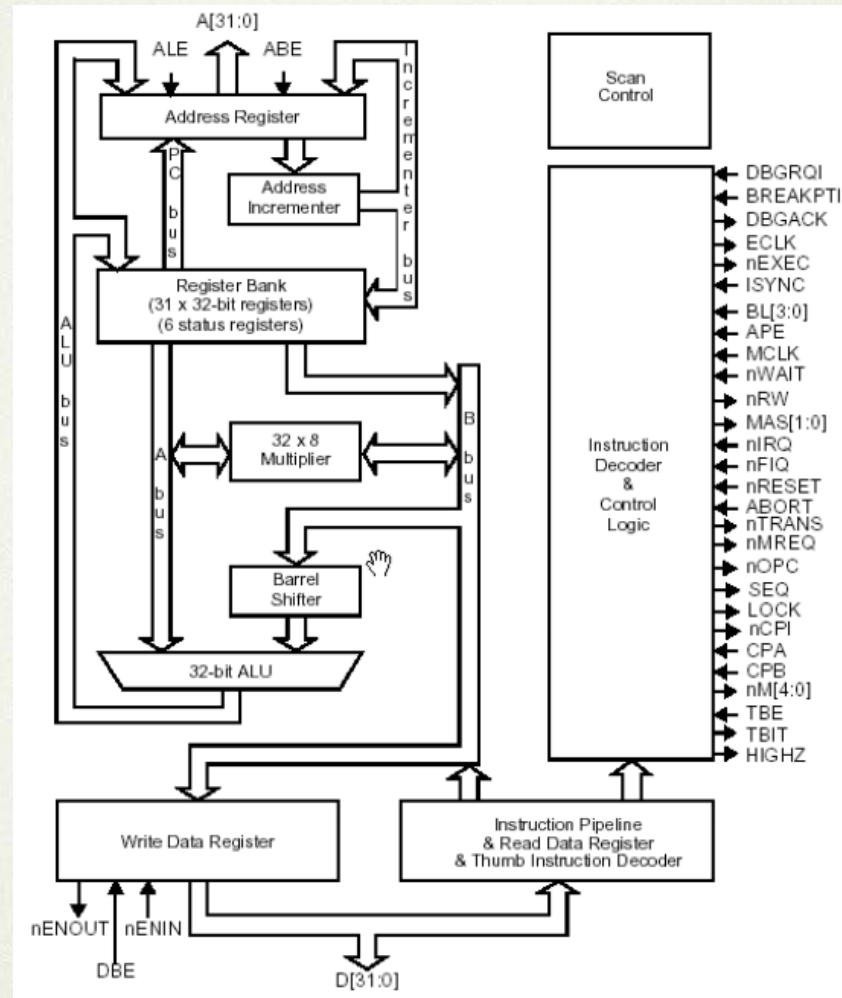 A[31:0]
ALE
ABE
Incrementer bus
Scan
Control
Address Register
PC bus
Address
Incrementer
Register Bank
(31 x 32-bit registers)
(6 status registers)
ALU bus
A bus
32 x 8
Multiplier
B bus
Barrel
Shifter
32-bit ALU
Instruction
Decoder
&
Control
Logic
DBGRQI
BREAKPTI
DBGACK
ECLK
nEXEC
ISYNC
BL[3:0]
APE
MCLK
nWAIT
nRW
MAS[1:0]
nIRQ
nFIQ
nRESET
ABORT
nTRANS
nMREQ
nOPC
SEQ
LOCK
nCPI
CPA
CPB
nM[4:0]
TBE
TBIT
HIGHZ
Write Data Register
Instruction Pipeline
& Read Data Register
& Thumb Instruction Decoder
nENOUT
nENIN
DBE
D[31:0]